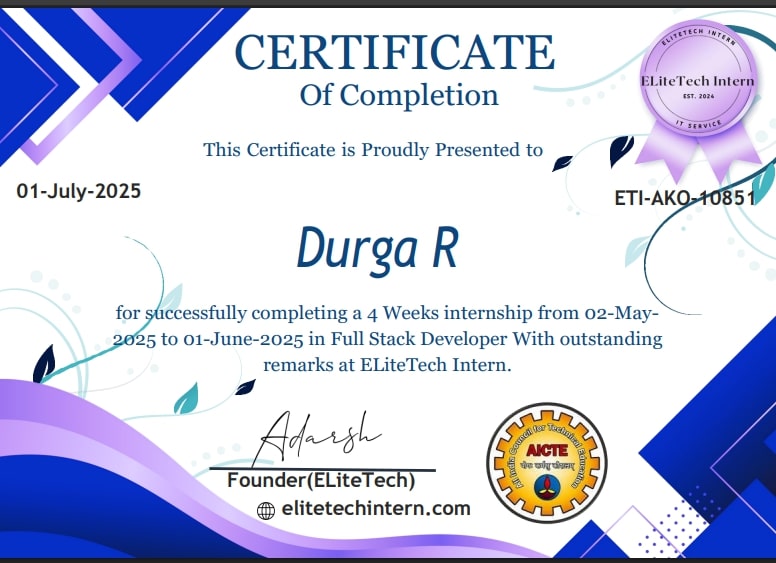 CERTIFICATE
Of Completion
ELITETECH INTERN
ELiteTech Intern
EST. 2024
IT SERVICE
This Certificate is Proudly Presented to
01-July-2025
ETI-AKO-10851
Durga R
for successfully completing a 4 Weeks internship from 02-May-
2025 to 01-June-2025 in Full Stack Developer With outstanding
remarks at ELiteTech Intern.
Adarsh
Founder(ELiteTech)
elitetechintern.com
All India Council for Technical Education
AICTE
योगः कर्मसु कौशलम्